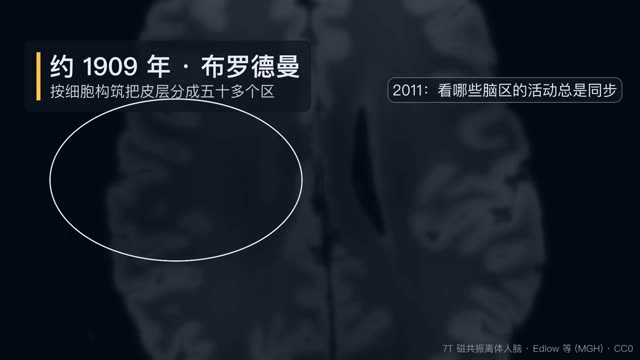 约 1909 年 · 布罗德曼
按细胞构筑把皮层分成五十多个区
2011：看哪些脑区的活动总是同步
7T 磁共振离体人脑 · Edlow 等 (MGH) · CC0